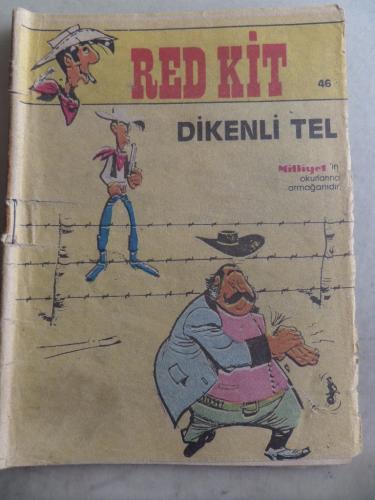 RED KİT
46
DİKENLİ TEL
Milliyet'in
okurlarına
armağanıdır.